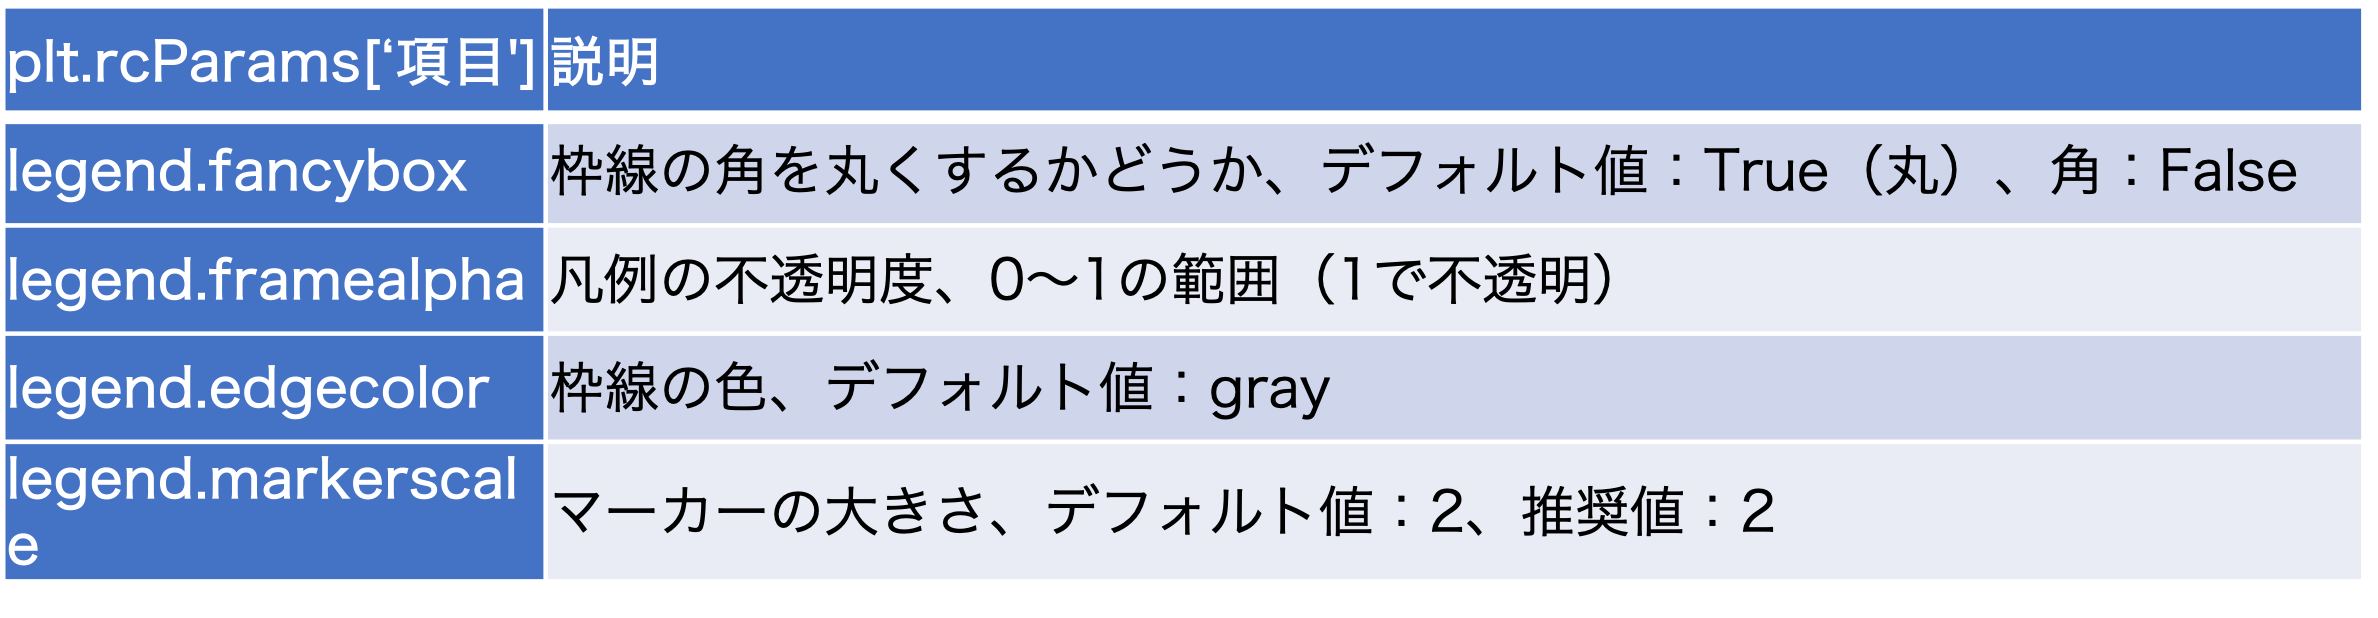 plt.rcParams[‘項目']
説明
legend.fancybox
枠線の角を丸くするかどうか、デフォルト値：True（丸）、角：False
legend.framealpha
凡例の不透明度、0〜1の範囲（1で不透明）
legend.edgecolor
枠線の色、デフォルト値：gray
legend.markerscal
e
マーカーの大きさ、デフォルト値：2、推奨値：2